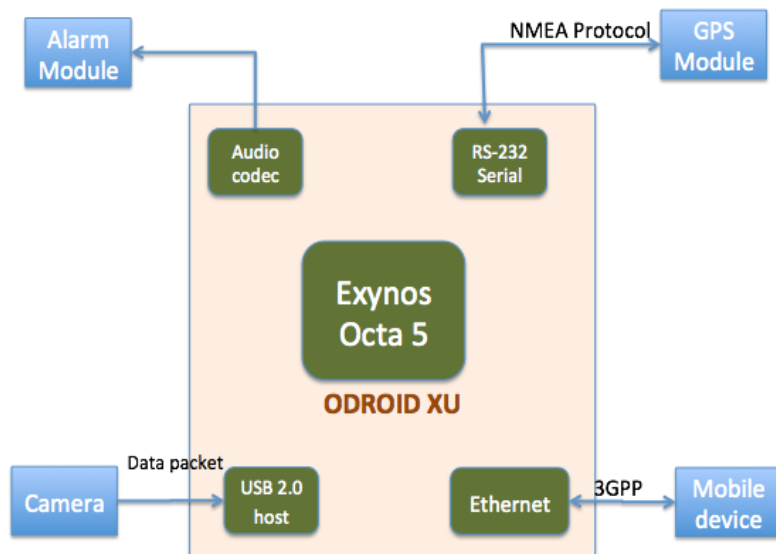 Alarm
Module
NMEA Protocol
GPS
Module
Audio
codec
RS-232
Serial
Exynos
Octa 5
ODROID XU
Data packet
Camera
USB 2.0
host
Ethernet
3GPP
Mobile
device